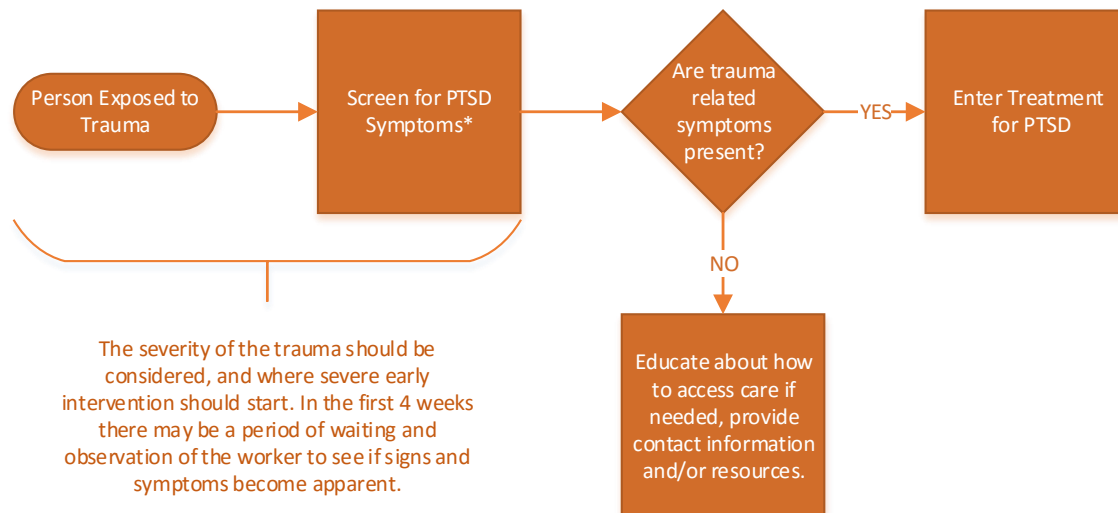 Person Exposed to
Trauma
Screen for PTSD
Symptoms*
Are trauma
related
symptoms
present?
YES
Enter Treatment
for PTSD
NO
Educate about how
to access care if
needed, provide
contact information
and/or resources.
The severity of the trauma should be
considered, and where severe early
intervention should start. In the first 4 weeks
there may be a period of waiting and
observation of the worker to see if signs and
symptoms become apparent.